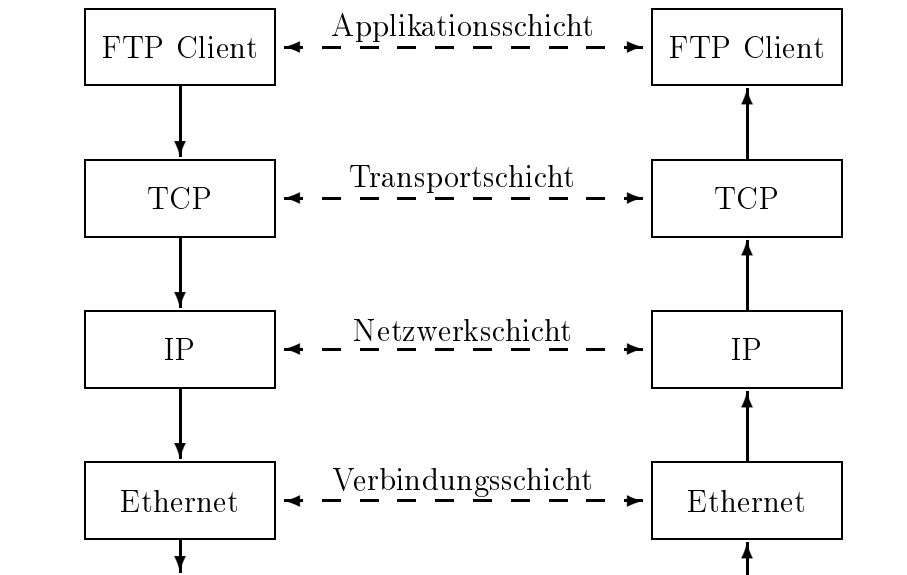 FTP Client
Applikationsschicht
FTP Client
TCP
Transportschicht
TCP
IP
Netzwerkschicht
IP
Ethernet
Verbindungsschicht
Ethernet